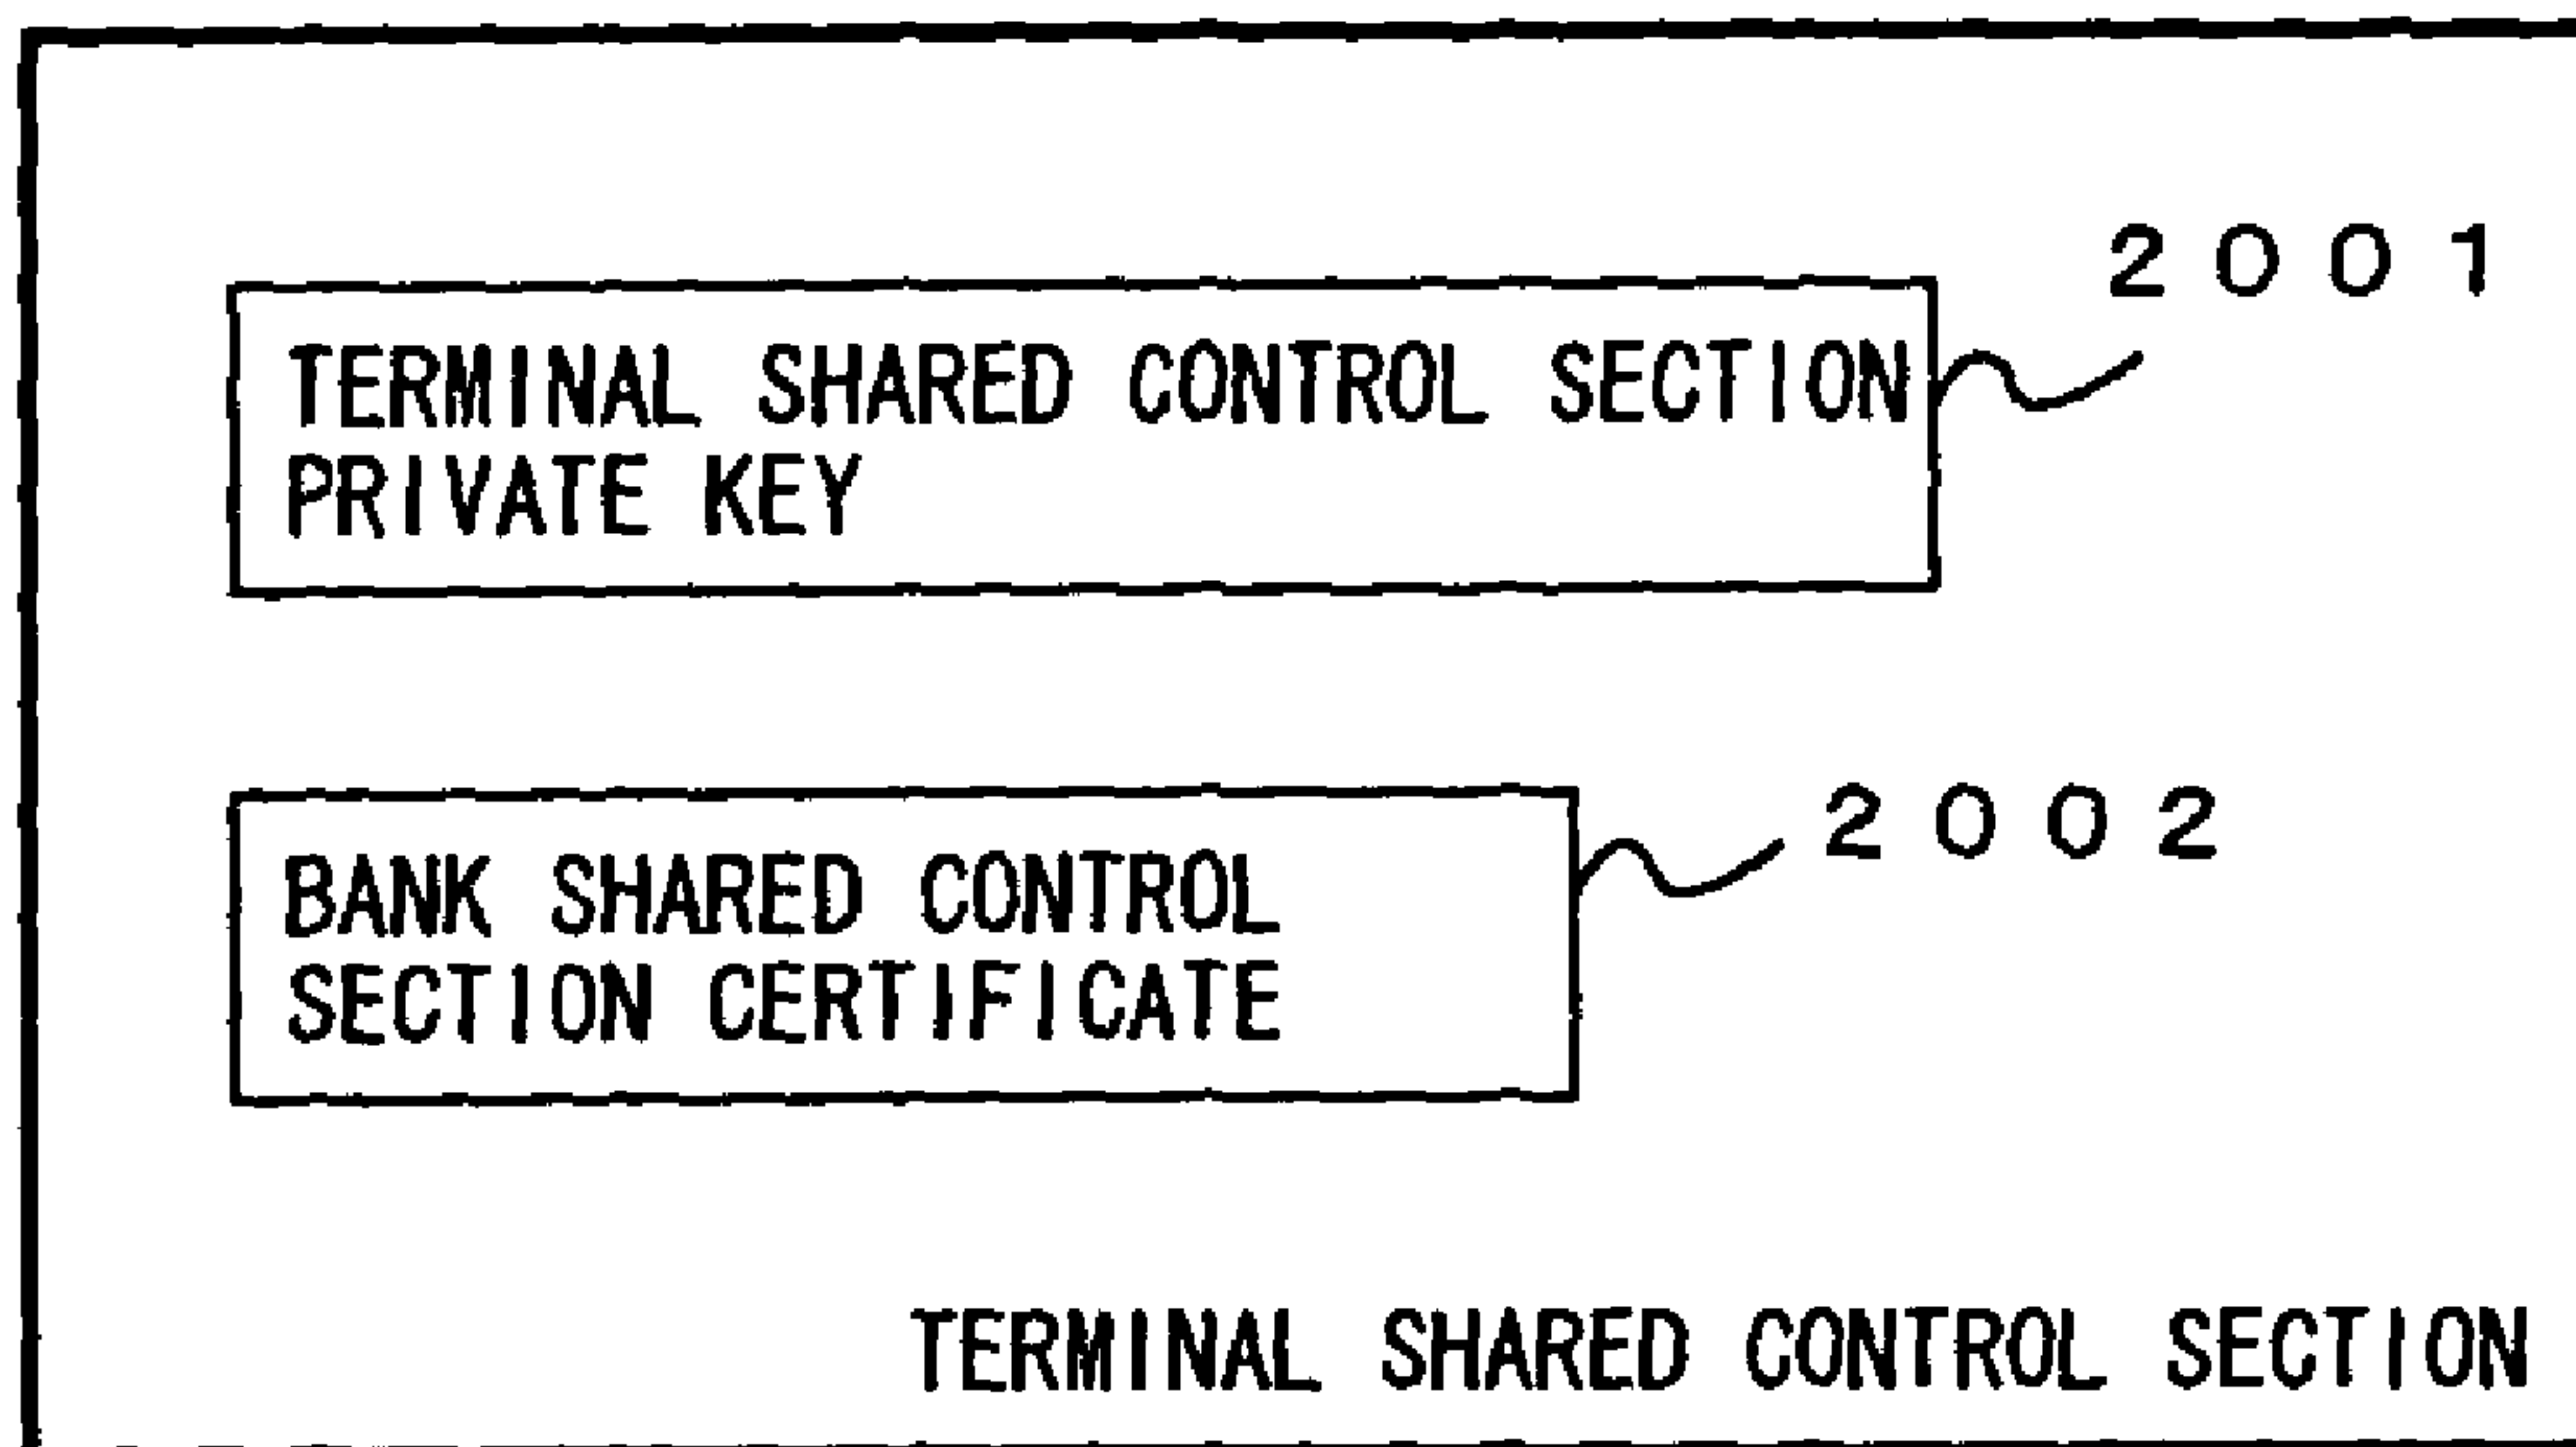 2001
TERMINAL SHARED CONTROL SECTION
PRIVATE KEY
2002
BANK SHARED CONTROL
SECTION CERTIFICATE
TERMINAL SHARED CONTROL SECTION